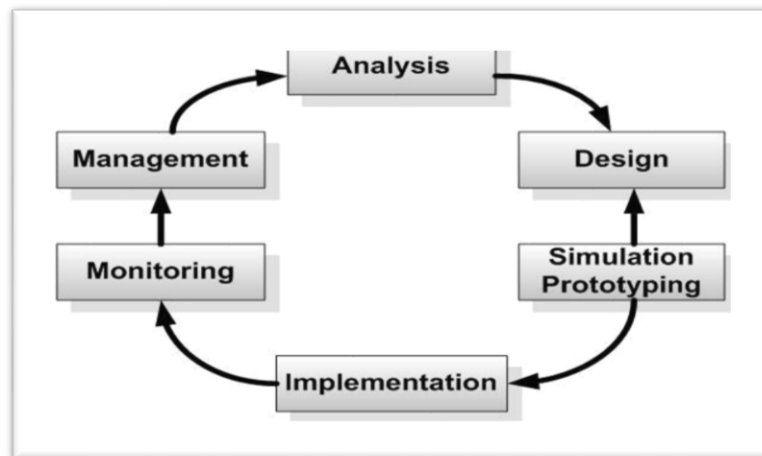 Analysis
Management
Design
Monitoring
Simulation
Prototyping
Implementation